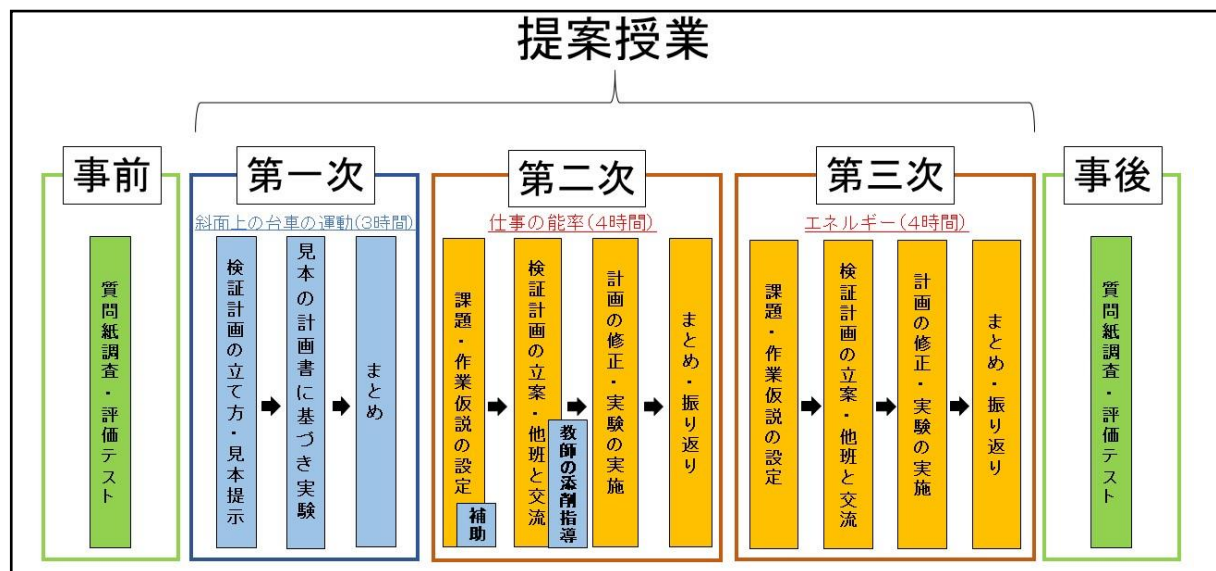 提案授業
事前
質問紙調査・評価テスト
第一次
斜面上の台車の運動(3時間)
検証計画の立て方・見本提示
見本の計画書に基づき実験
まとめ
第二次
仕事の能率(4時間)
課題・作業仮説の設定
補助
検証計画の立案・他班と交流
教師の添削指導
計画の修正・実験の実施
まとめ・振り返り
第三次
エネルギー(4時間)
課題・作業仮説の設定
検証計画の立案・他班と交流
計画の修正・実験の実施
まとめ・振り返り
事後
質問紙調査・評価テスト